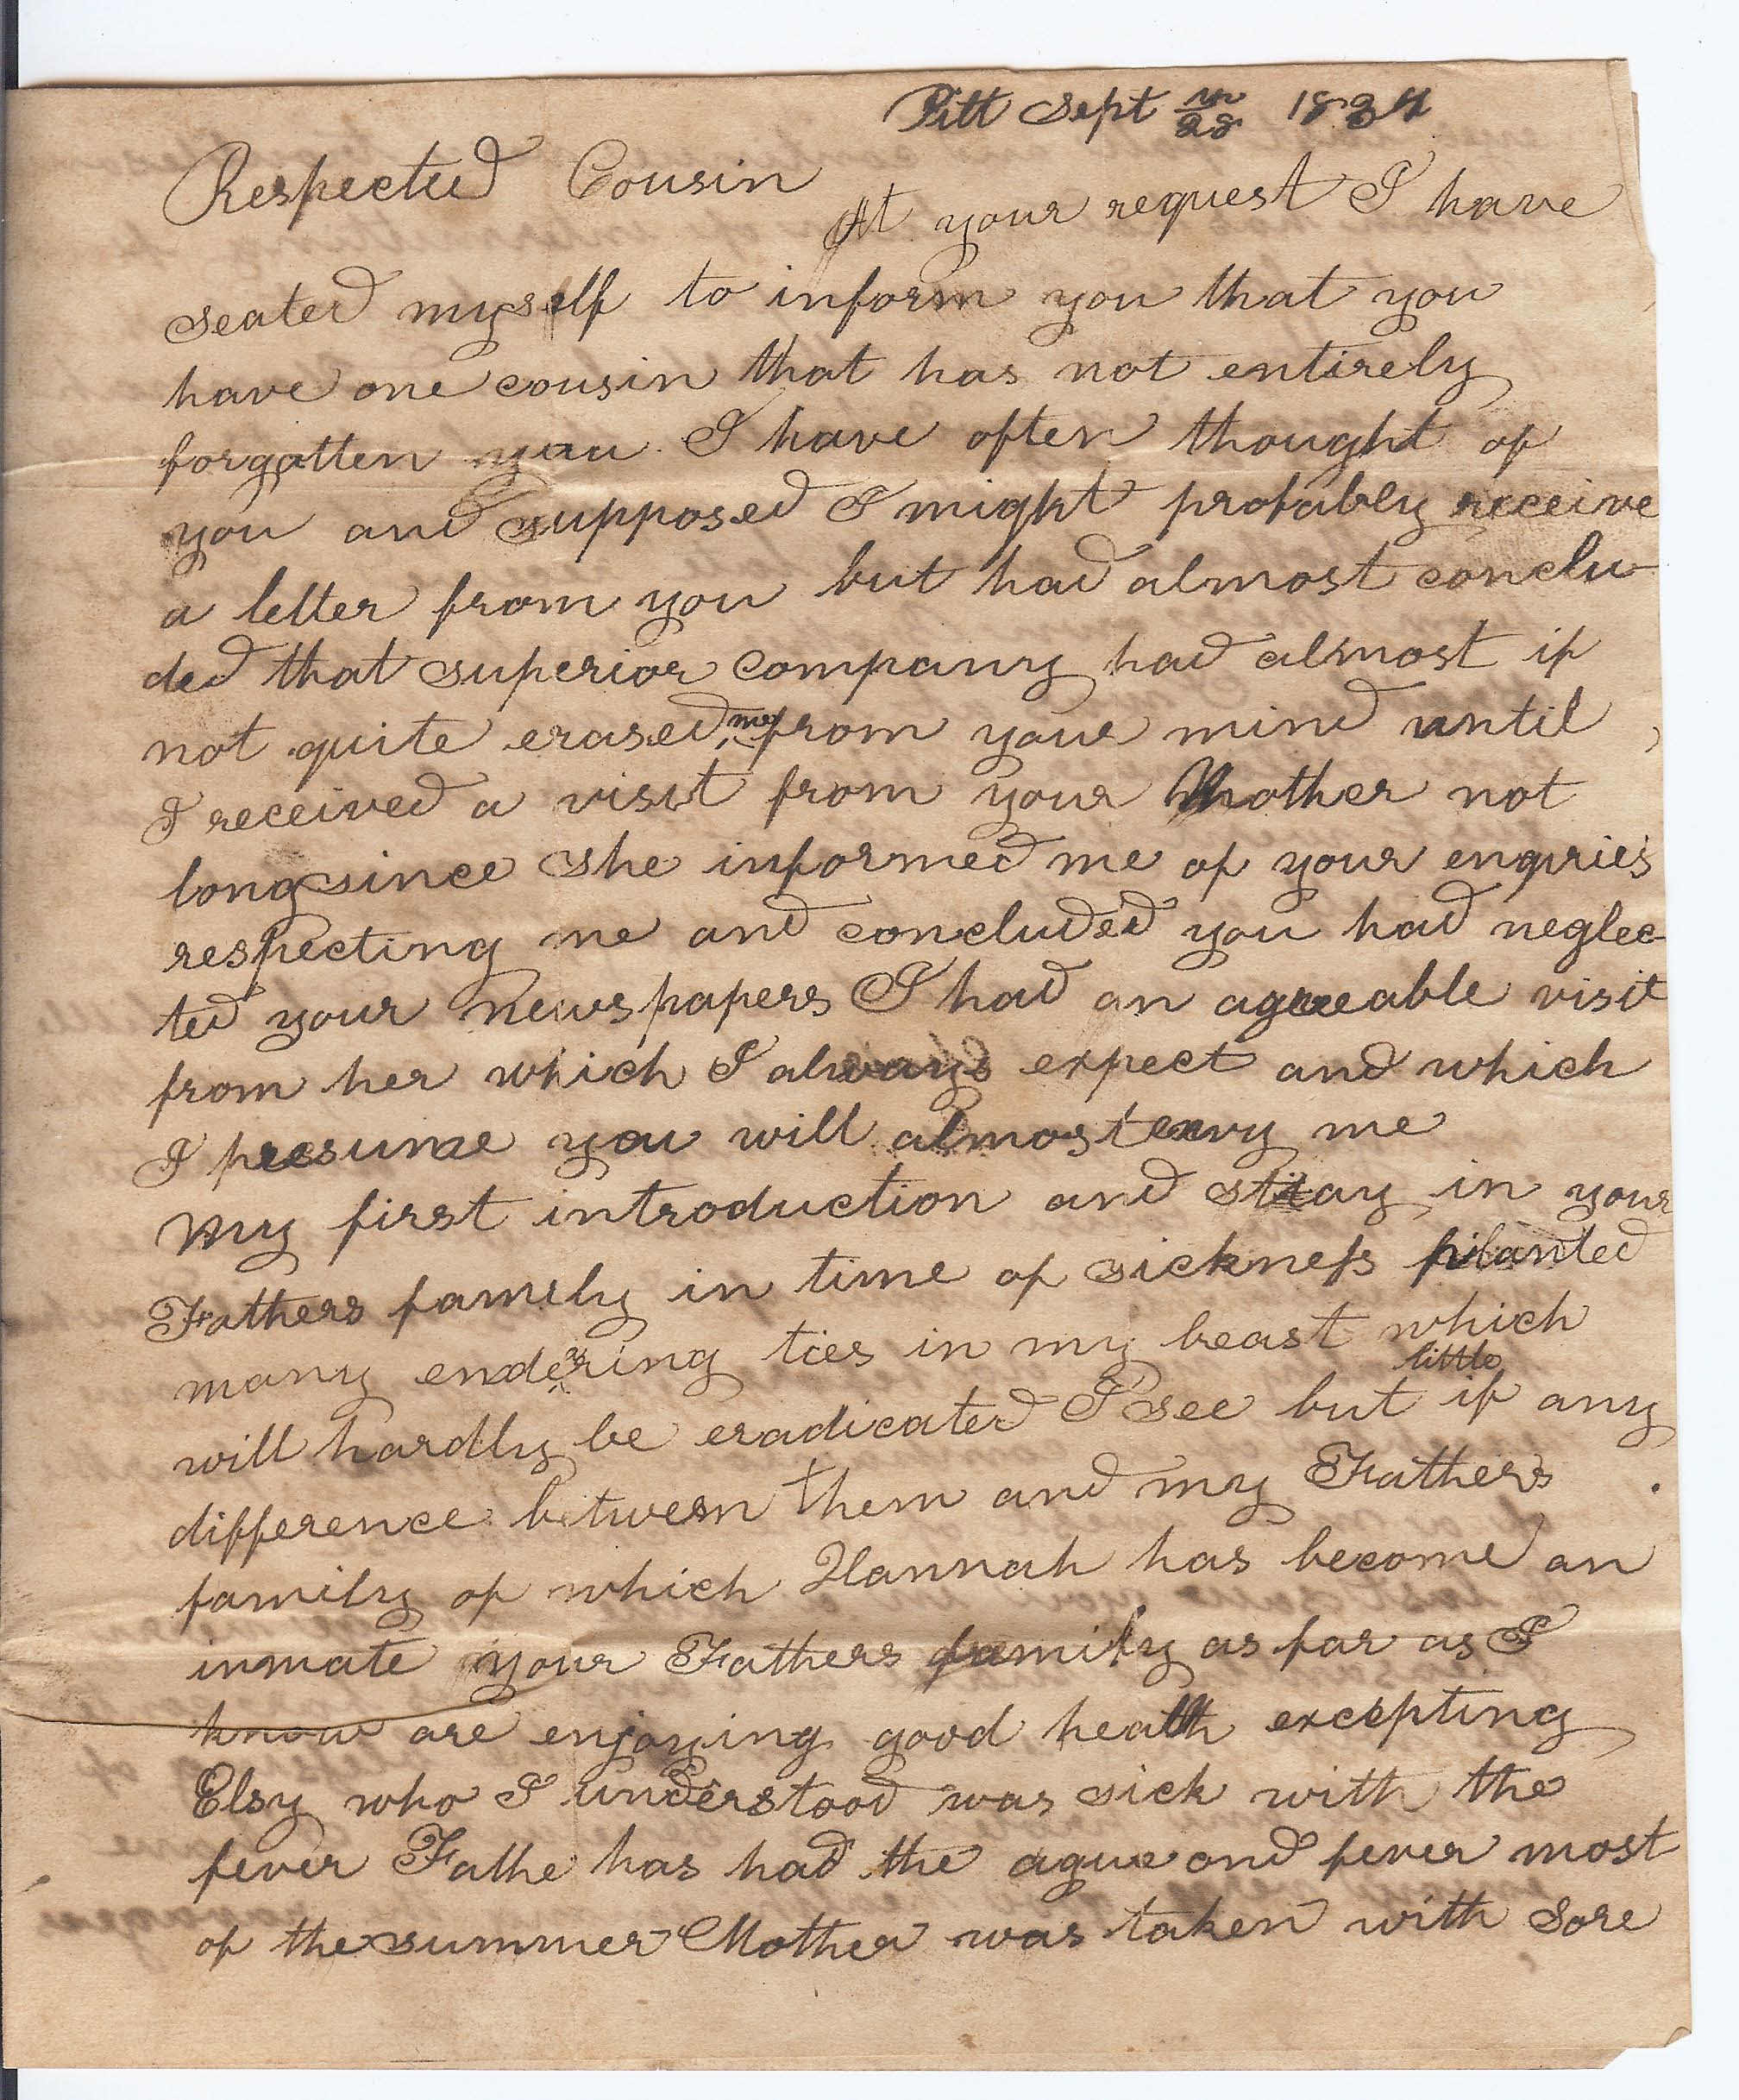 Pitt Sept 28 1834
Respected Cousin
At your request I have
seated myself to inform you that you
have one cousin that has not entirely
forgotten you I have often thought of
you and supposed I might probably receive
a letter from you but had almost conclu-
ded that superior company had almost if
not quite erased me from your mind until
I received a visit from your Mother not
long since She informed me of your enqries
respecting me and concluded you had neglec-
ted your newspapers I had an agreeable visit
from her which I always expect and which
I presume you will almost envy me
My first introduction and stay in your
Fathers family in time of sickness planted
many endearing ties in my breast which
will hardly be eradicated I see but little if any
difference between them and my Father's
family of which Hannah has become an
inmate your Fathers family as far as I
know are enjoying good health excepting
Elsy who I understood was sick with the
fever Fathe has had the ague and fever most
of the summer Mother was taken with Sore